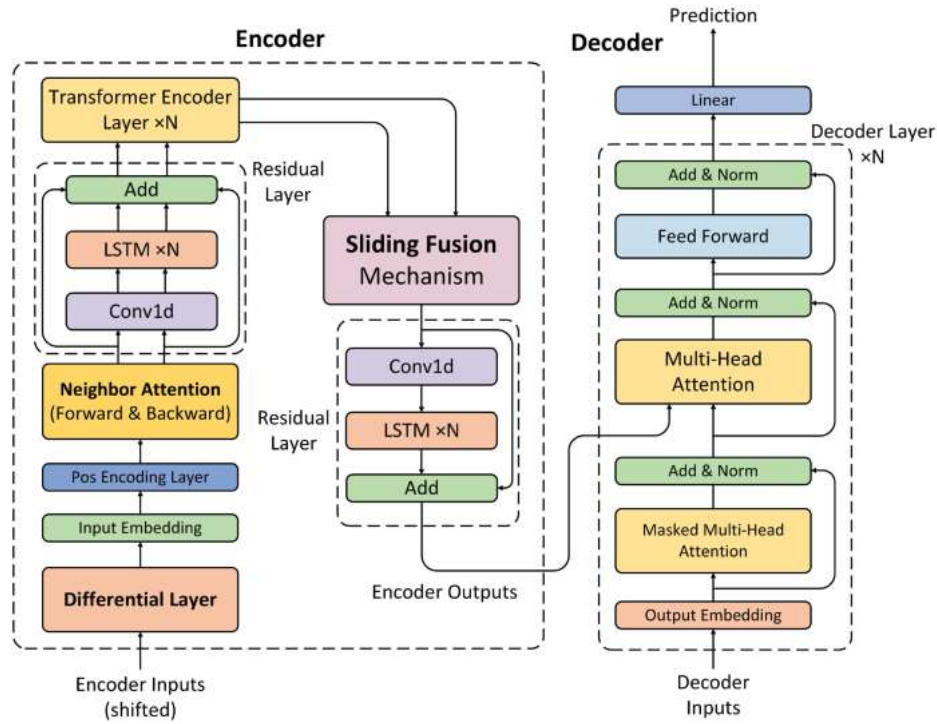 Encoder
Transformer Encoder
Layer ×N
Residual
Layer
Add
LSTM ×N
Conv1d
Neighbor Attention
(Forward & Backward)
Pos Encoding Layer
Input Embedding
Differential Layer
Encoder Inputs
(shifted)
Sliding Fusion
Mechanism
Conv1d
Residual
Layer
LSTM ×N
Add
Encoder Outputs
Prediction
Decoder
Linear
Decoder Layer
×N
Add & Norm
Feed Forward
Add & Norm
Multi-Head
Attention
Add & Norm
Masked Multi-Head
Attention
Output Embedding
Decoder
Inputs